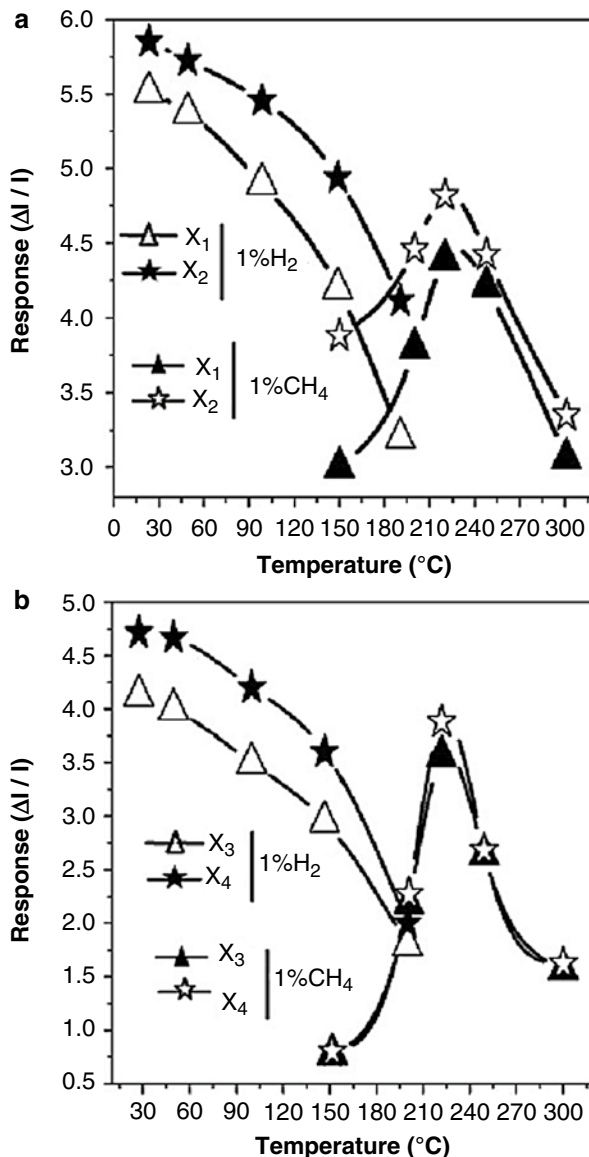 a
6.0
5.5
5.0
4.5
4.0
3.5
3.0
Response (ΔI / I)
X1
X2
1%H2
X1
X2
1%CH4
0 30 60 90 120 150 180 210 240 270 300
Temperature (°C)
b
5.0
4.5
4.0
3.5
3.0
2.5
2.0
1.5
1.0
0.5
Response (ΔI / I)
X3
X4
1%H2
X3
X4
1%CH4
30 60 90 120 150 180 210 240 270 300
Temperature (°C)